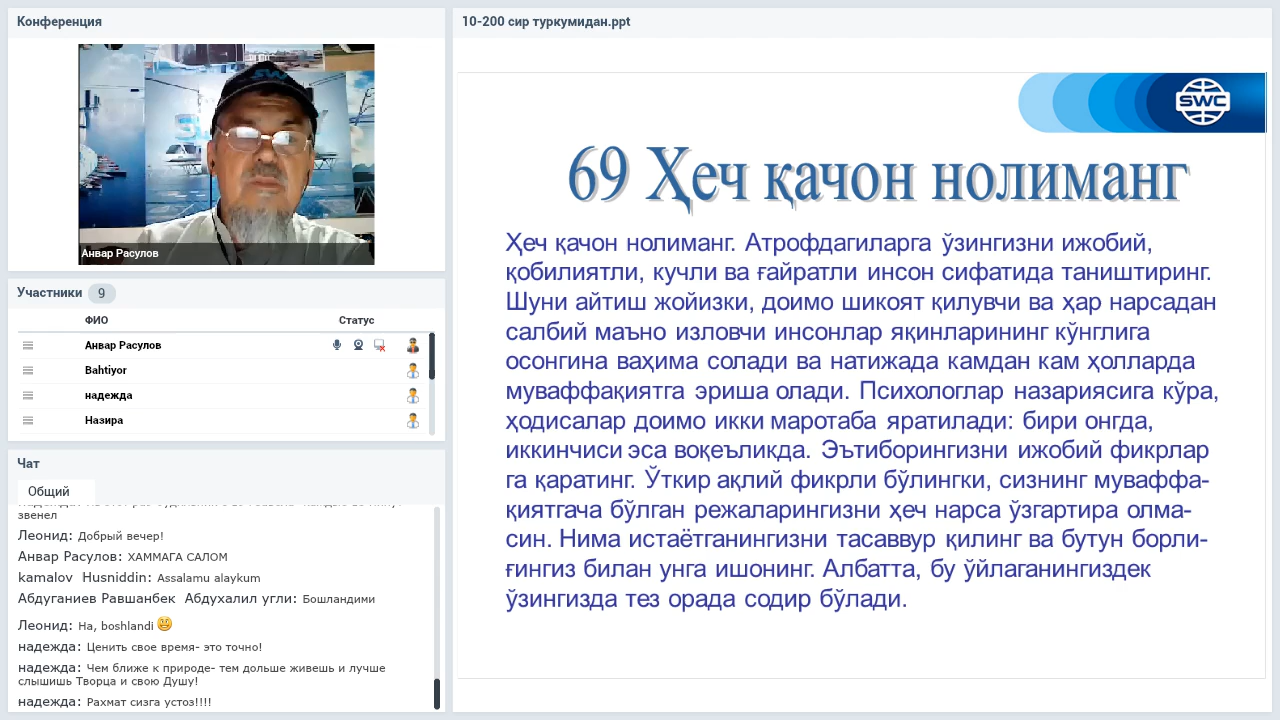 Конференция
Анвар Расулов
Участники 9
ФИО Статус
Анвар Расулов
Bahtiyor
надежда
Назира
Чат
Общий
звенел
Леонид: Добрый вечер!
Анвар Расулов: ХАММАГА САЛОМ
kamalov Husniddin: Assalamu alaykum
Абдуганиев Равшанбек Абдухалил угли: Бошландими
Леонид: На, boshlandi
надежда: Ценить свое время- это точно!
надежда: Чем ближе к природе- тем дольше живешь и лучше
слышишь Творца и свою Душу!
надежда: Рахмат сизга устоз!!!!
10-200 сир туркумидан.ppt
SWC
69 Ҳеч қачон нолиманг
Ҳеч қачон нолиманг. Атрофдагиларга ўзингизни ижобий,
қобилиятли, кучли ва ғайратли инсон сифатида таништиринг.
Шуни айтиш жойизки, доимо шикоят қилувчи ва ҳар нарсадан
салбий маъно изловчи инсонлар яқинларининг кўнглига
осонгина ваҳима солади ва натижада камдан кам ҳолларда
муваффақиятга эриша олади. Психологлар назариясига кўра,
ҳодисалар доимо икки маротаба яратилади: бири онгда,
иккинчиси эса воқеъликда. Эътиборингизни ижобий фикрлар
га қаратинг. Ўткир ақлий фикрли бўлингки, сизнинг муваффа-
қиятгача бўлган режаларингизни ҳеч нарса ўзгартира олма-
син. Нима истаётганингизни тасаввур қилинг ва бутун борли-
ғингиз билан унга ишонинг. Албатта, бу ўйлаганингиздек
ўзингизда тез орада содир бўлади.